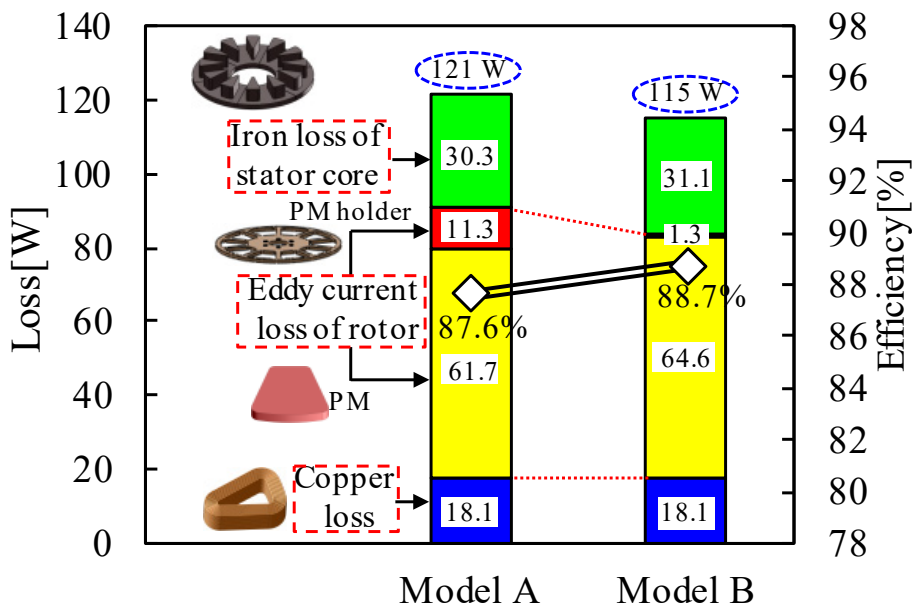 Loss[W]
140
120
100
80
60
40
20
0
Iron loss of
stator core
PM holder
Eddy current
loss of rotor
PM
Copper
loss
121 W
30.3
11.3
87.6%
61.7
18.1
Model A
115 W
31.1
1.3
88.7%
64.6
18.1
Model B
98
96
94
92
90
88
86
84
82
80
78
Efficiency[%]